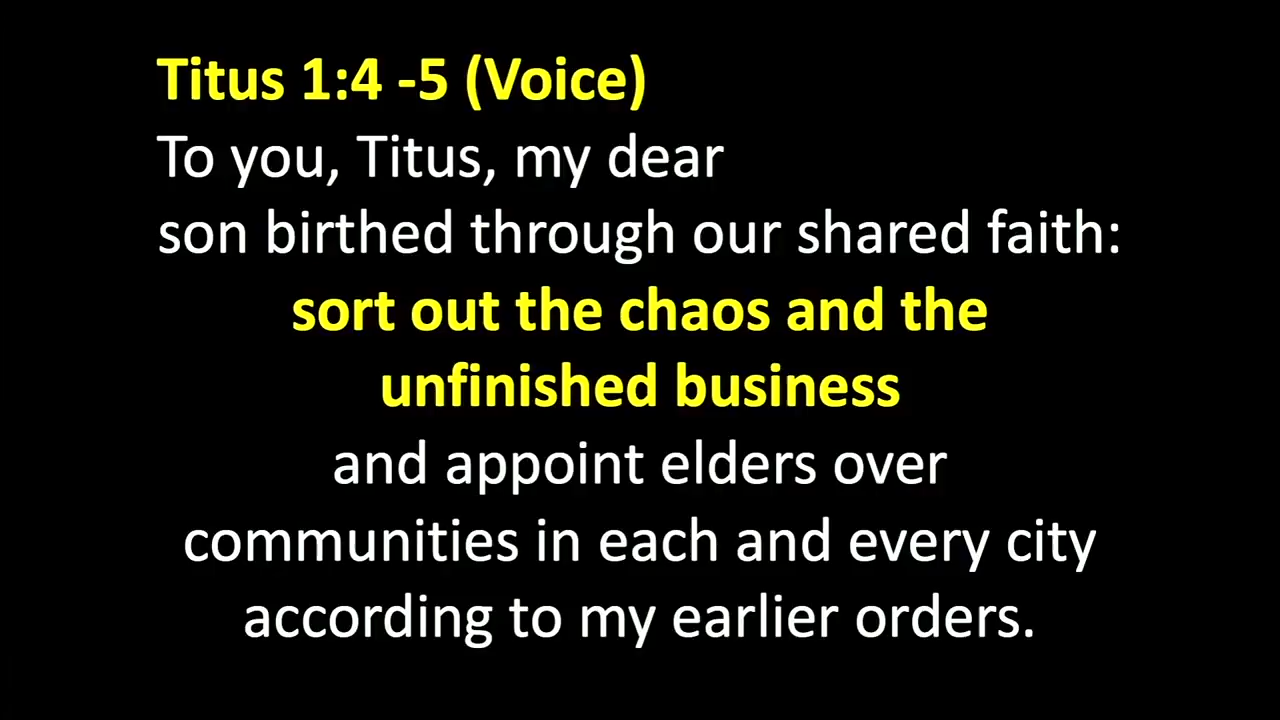 Titus 1:4 -5 (Voice)
To you, Titus, my dear
son birthed through our shared faith:
sort out the chaos and the
unfinished business
and appoint elders over
communities in each and every city
according to my earlier orders.